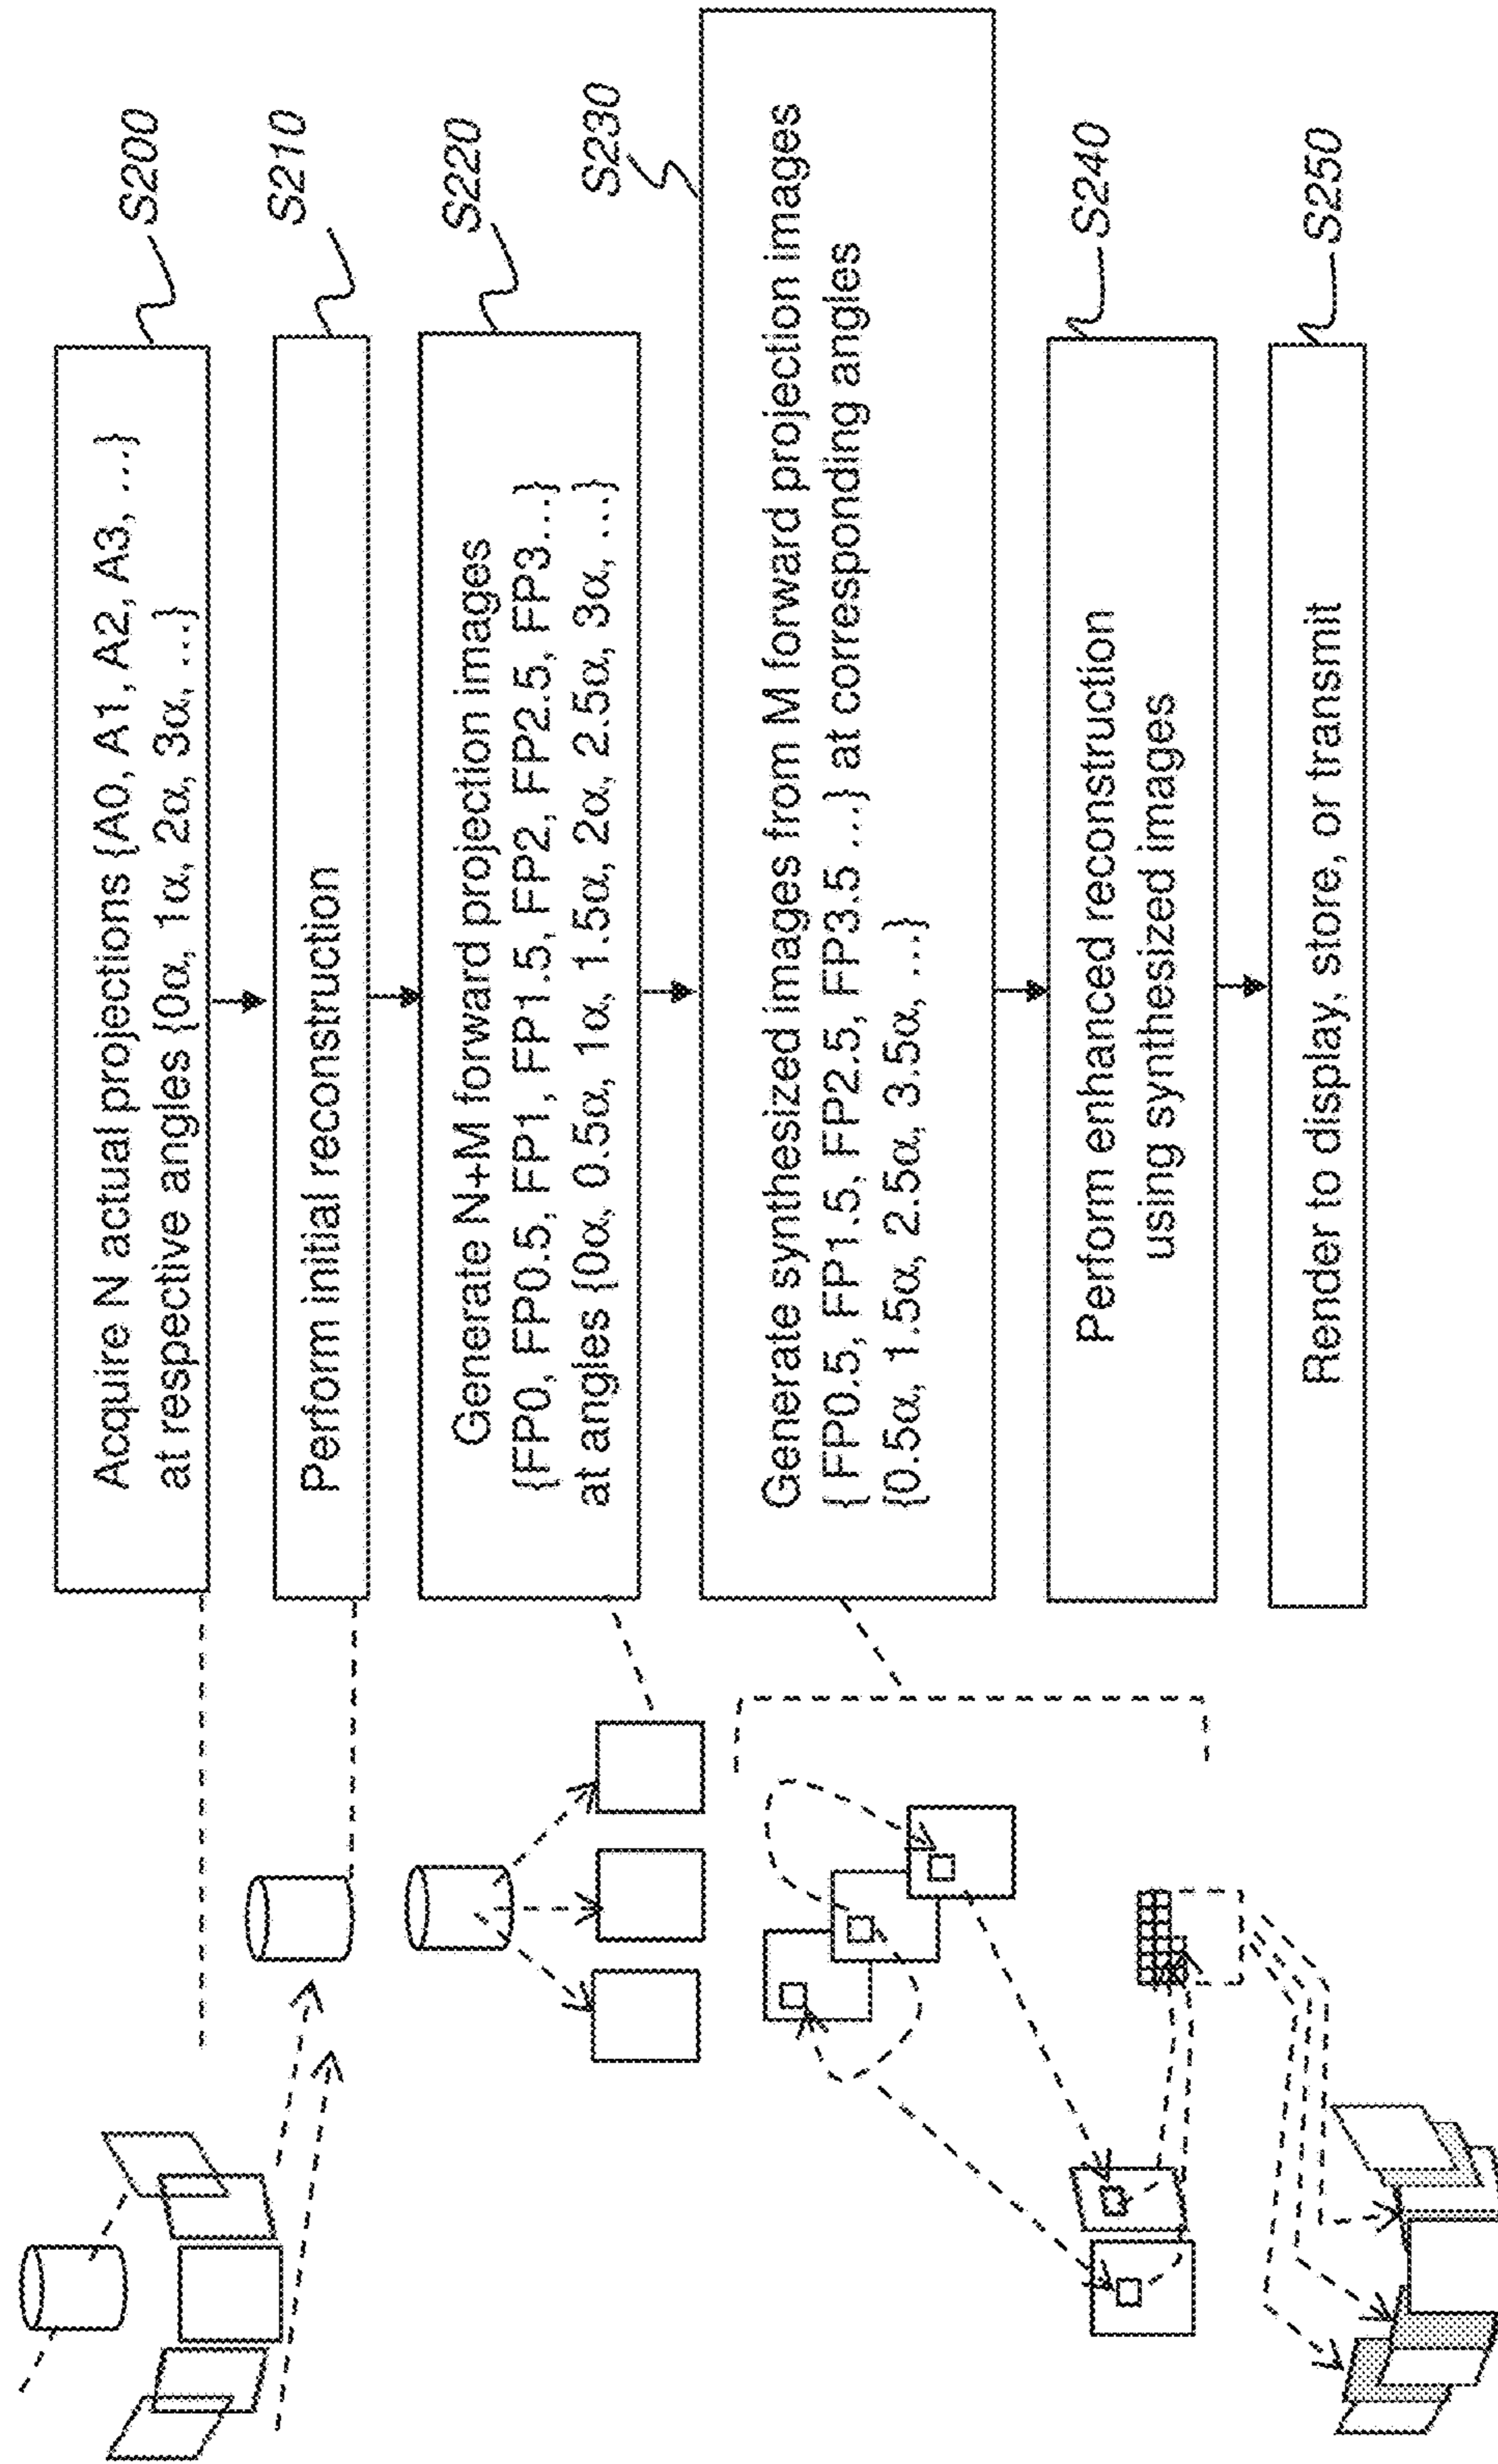 Acquire N actual projections {A0, A1, A2, A3, ...}
at respective angles {0α, 1α, 2α, 3α, ...}
S200
Perform initial reconstruction
S210
Generate N+M forward projection images
{FP0, FP0.5, FP1, FP1.5, FP2, FP2.5, FP3...}
at angles {0α, 0.5α, 1α, 1.5α, 2α, 2.5α, 3α, ...}
S220
Generate synthesized images from M forward projection images
{ FP0.5, FP1.5, FP2.5, FP3.5 ...} at corresponding angles
{0.5α, 1.5α, 2.5α, 3.5α, ...}
S230
Perform enhanced reconstruction
using synthesized images
S240
Render to display, store, or transmit
S250